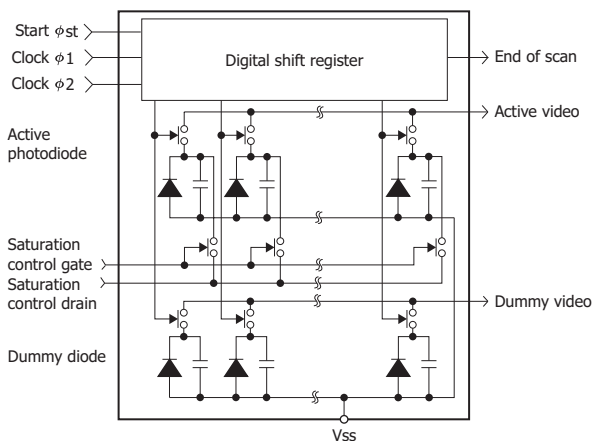 Start ϕst
Clock ϕ1
Clock ϕ2
Digital shift register
End of scan
Active video
Active
photodiode
Saturation
control gate
Saturation
control drain
Dummy video
Dummy diode
Vss